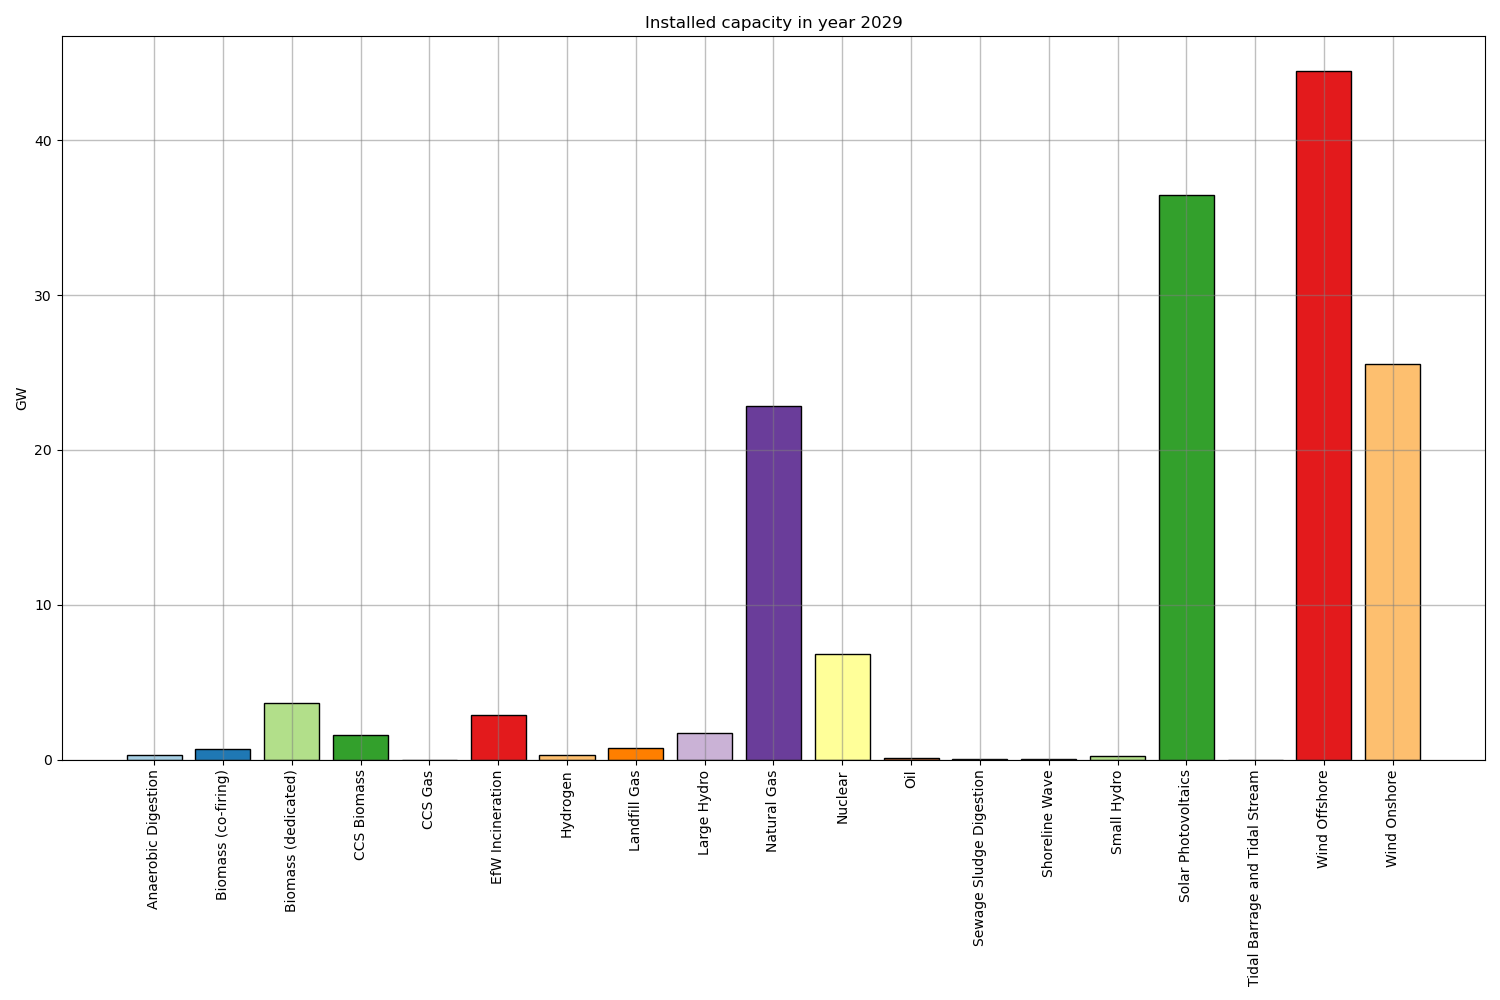 Installed capacity in year 2029
GW
40
30
20
10
0
Anaerobic Digestion
Biomass (co-firing)
Biomass (dedicated)
CCS Biomass
CCS Gas
EfW Incineration
Hydrogen
Landfill Gas
Large Hydro
Natural Gas
Nuclear
Oil
Sewage Sludge Digestion
Shoreline Wave
Small Hydro
Solar Photovoltaics
Tidal Barrage and Tidal Stream
Wind Offshore
Wind Onshore